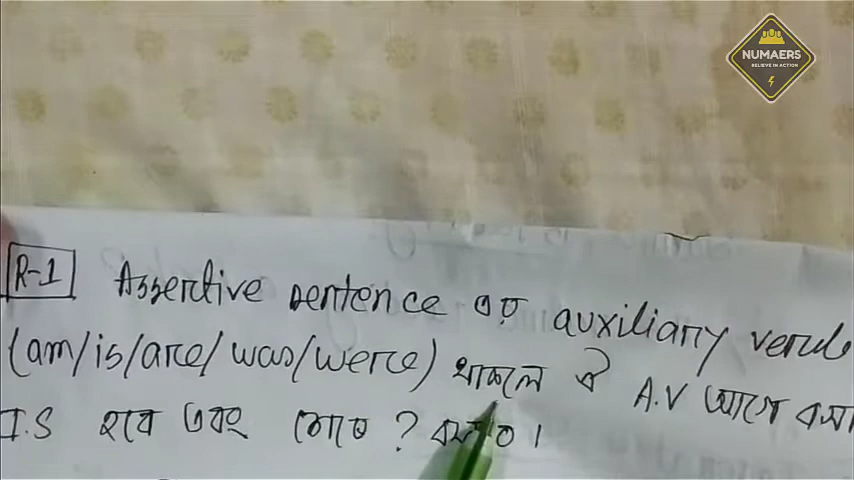 NUMAERS
BELIEVE IN ACTION
R-1 Assertive sentence এর auxiliary verb
(am/is/are/was/were) থাকলে ঐ A.V আগে বসা
I.S হবে এবং শেষে ? বসবে ।